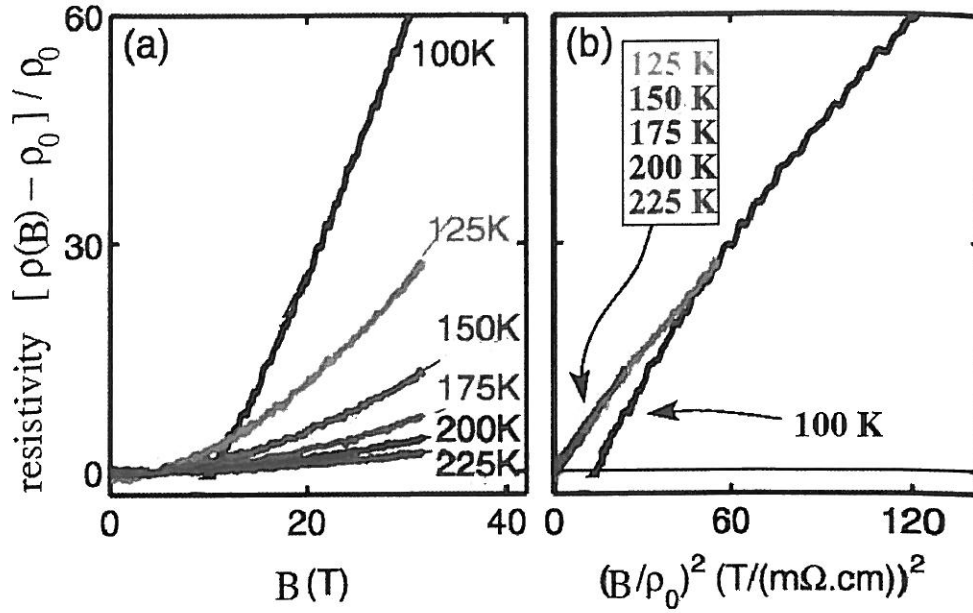 resistivity [ρ(B) − ρ₀] / ρ₀
60
30
0
(a)
100K
125K
150K
175K
200K
225K
0
20
40
B (T)
(b)
125 K
150 K
175 K
200 K
225 K
100 K
0
60
120
(B/ρ₀)² (T/(mΩ.cm))²